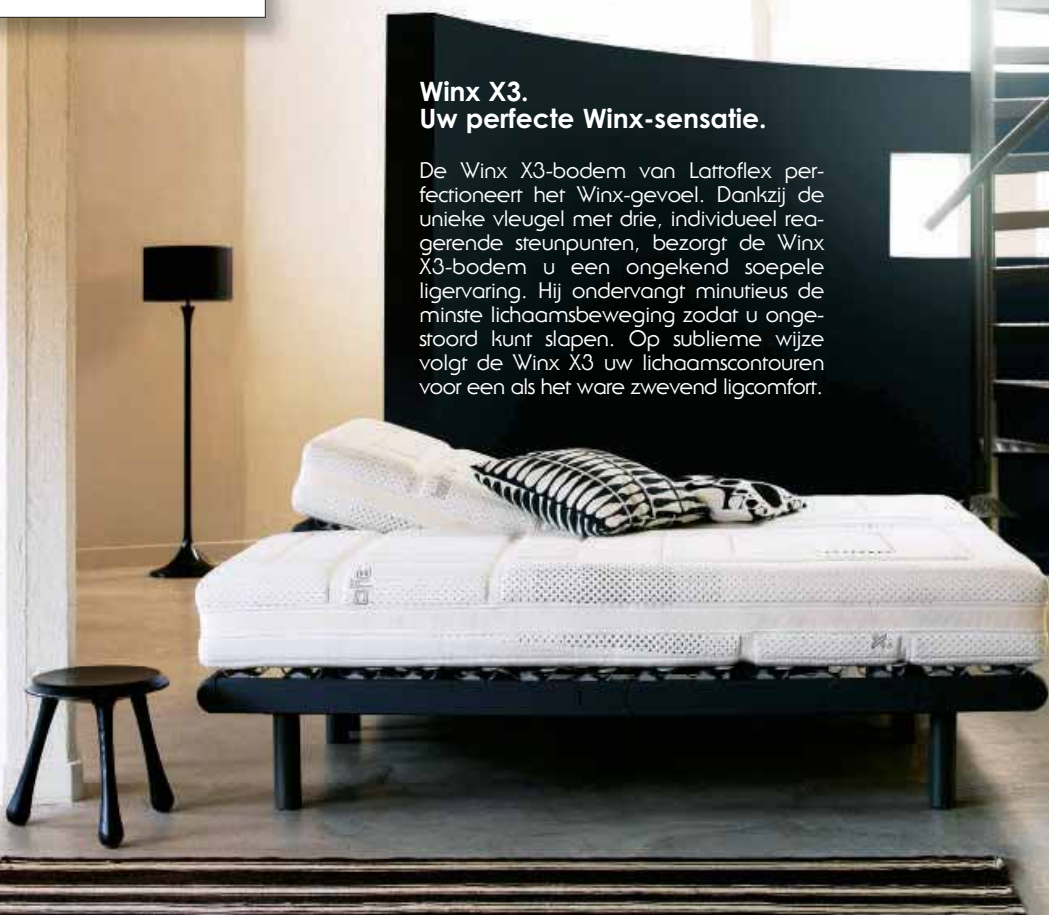 Winx X3.
Uw perfecte Winx-sensatie.
De Winx X3-bodem van Lattoflex per-
fectioneert het Winx-gevoel. Dankzij de
unieke vleugel met drie, individueel rea-
gerende steunpunten, bezorgt de Winx
X3-bodem u een ongekend soepele
ligervaring. Hij ondervangt minutieus de
minste lichaamsbeweging zodat u onge-
stoord kunt slapen. Op sublieme wijze
volgt de Winx X3 uw lichaamscontouren
voor een als het ware zwevend ligcomfort.